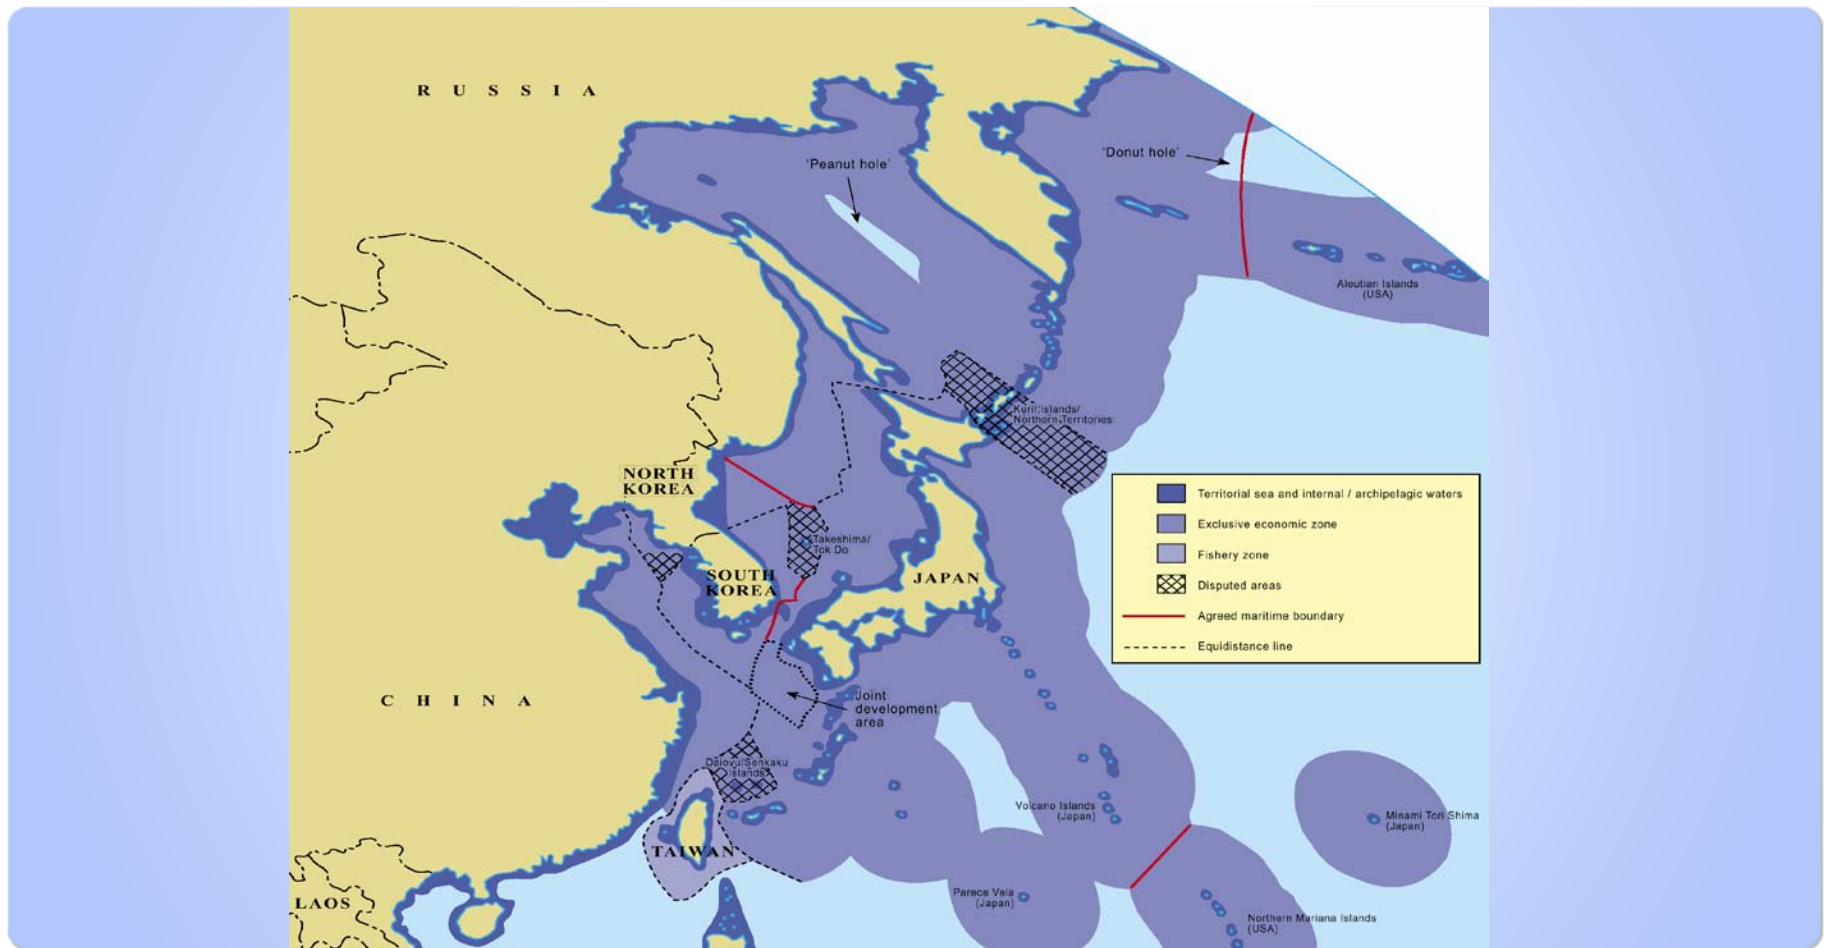 R U S S I A
'Peanut hole'
'Donut hole'
Aleutian Islands
(USA)
Kuril Islands/
Northern Territories
NORTH
KOREA
Takeshima/
Tok Do
SOUTH
KOREA
JAPAN
Territorial sea and internal / archipelagic waters
Exclusive economic zone
Fishery zone
Disputed areas
Agreed maritime boundary
Equidistance line
C H I N A
Joint
development
area
Daioyu/Senkaku
Islands
Volcano Islands
(Japan)
Minami Tori Shima
(Japan)
TAIWAN
Parece Vela
(Japan)
LAOS
Northern Mariana Islands
(USA)